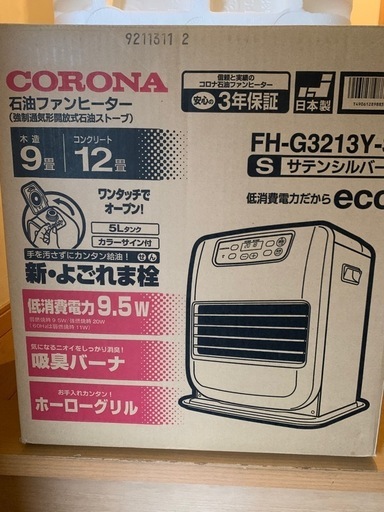 9211311 2
CORONA
石油ファンヒーター
(強制通気形開放式石油ストーブ)
木造 コンクリート
9畳 12畳
信頼と実績の
コロナ石油ファンヒーター
安心の 3年保証
日本製
FH-G3213Y-
S サテンシルバー
低消費電力だから eco
ワンタッチで
オープン!
5Lタンク
カラーサイン付
手を汚さずにカンタン給油!
せん
新・よごれま栓
低消費電力 9.5W
気になるニオイをしっかり消臭!
吸臭バーナ
お手入れカンタン!
ホーローグリル